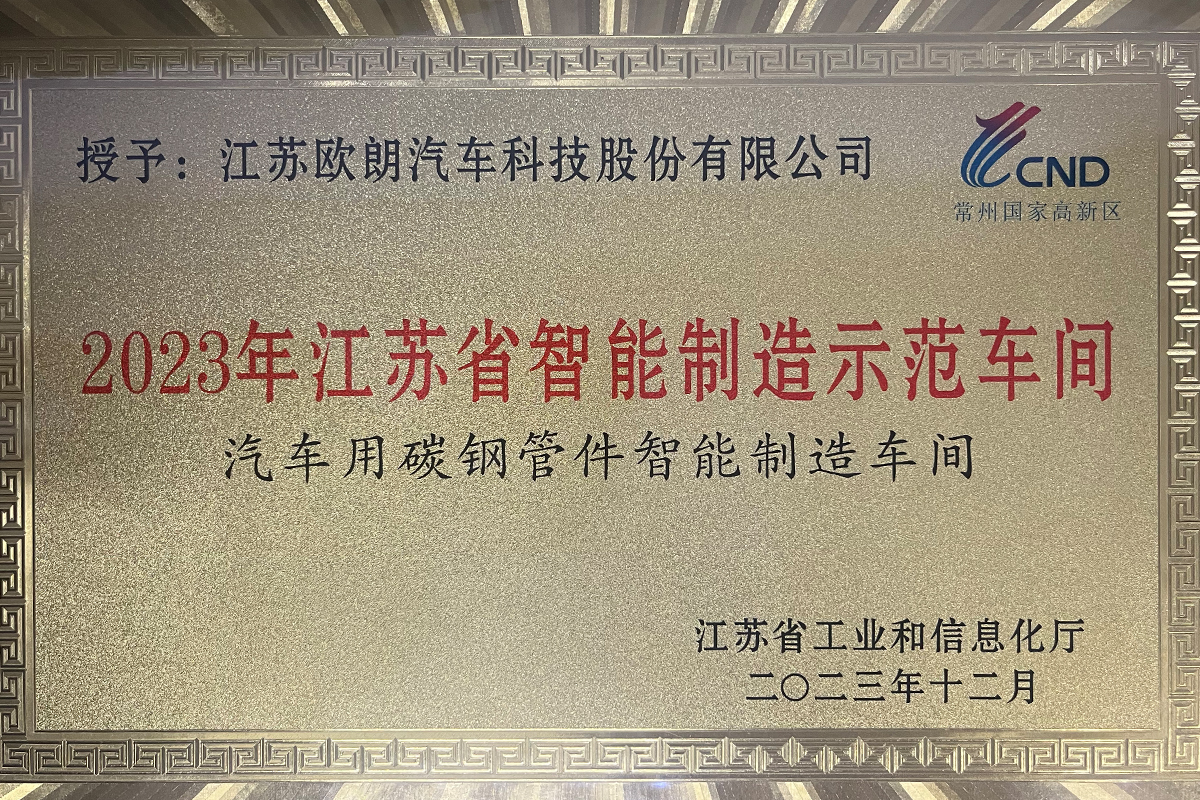 授予：江苏欧朗汽车科技股份有限公司
CND
常州国家高新区
2023年江苏省智能制造示范车间
汽车用碳钢管件智能制造车间
江苏省工业和信息化厅
二〇二三年十二月